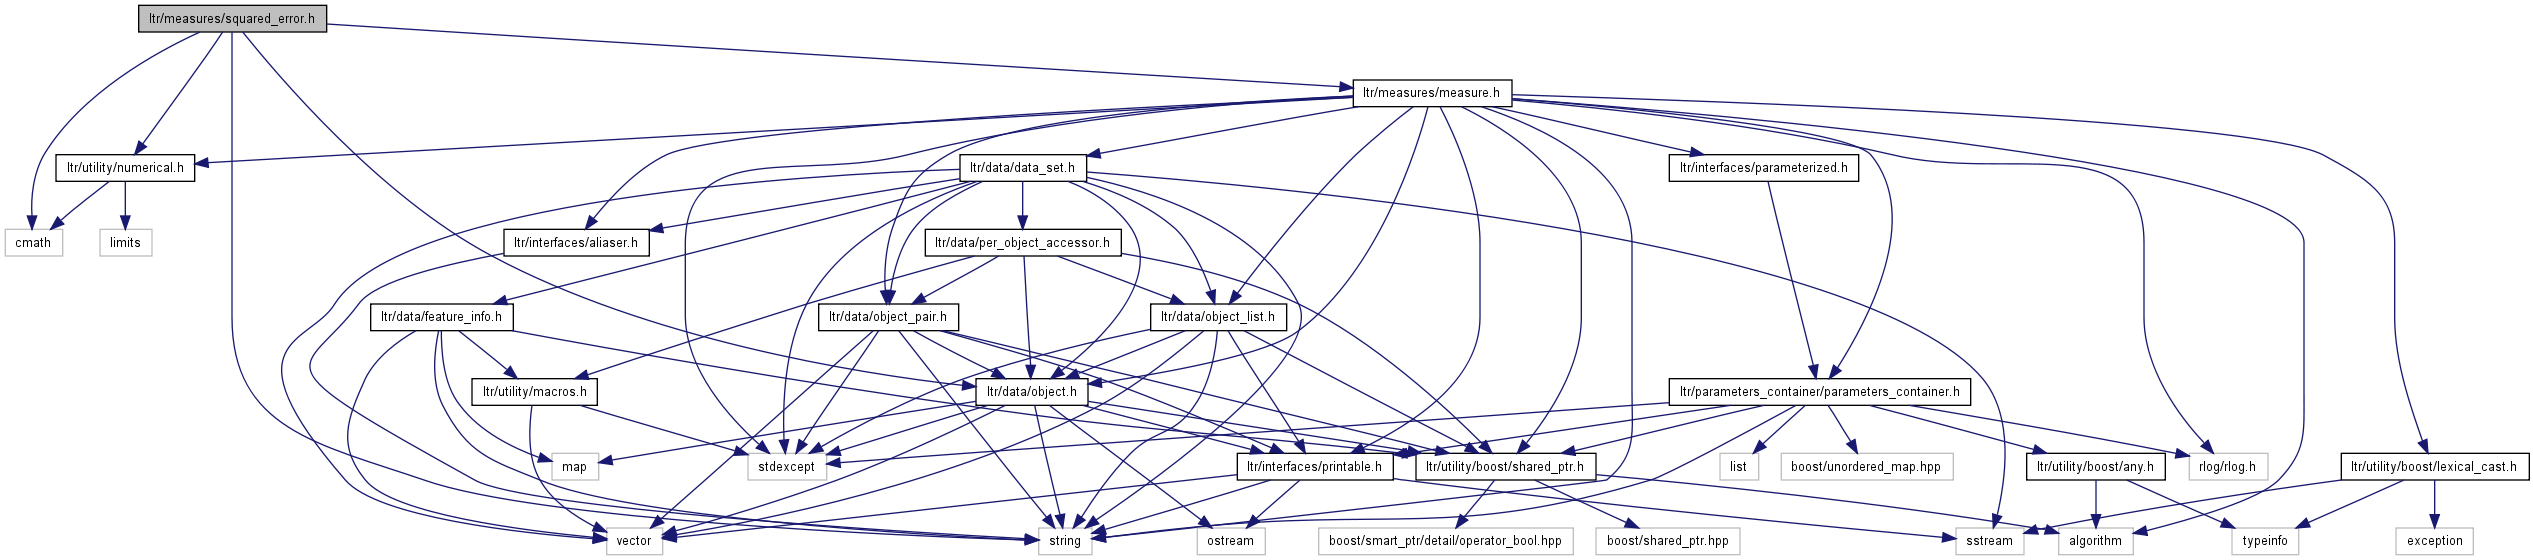 ltr/measures/squared_error.h
ltr/measures/measure.h
ltr/utility/numerical.h
ltr/data/data_set.h
ltr/interfaces/parameterized.h
cmath
limits
ltr/interfaces/aliaser.h
ltr/data/per_object_accessor.h
ltr/data/feature_info.h
ltr/data/object_pair.h
ltr/data/object_list.h
ltr/utility/macros.h
ltr/data/object.h
ltr/parameters_container/parameters_container.h
map
stdexcept
ltr/interfaces/printable.h
ltr/utility/boost/shared_ptr.h
list
boost/unordered_map.hpp
ltr/utility/boost/any.h
rlog/rlog.h
ltr/utility/boost/lexical_cast.h
vector
string
ostream
boost/smart_ptr/detail/operator_bool.hpp
boost/shared_ptr.hpp
sstream
algorithm
typeinfo
exception